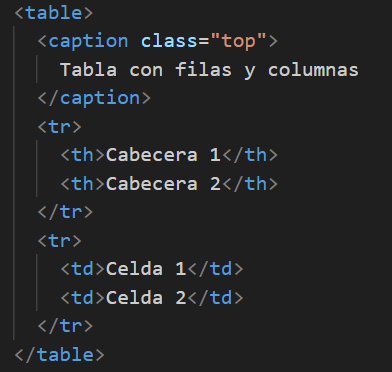 <table>
<caption class="top">
Tabla con filas y columnas
</caption>
<tr>
<th>Cabecera 1</th>
<th>Cabecera 2</th>
</tr>
<tr>
<td>Celda 1</td>
<td>Celda 2</td>
</tr>
</table>